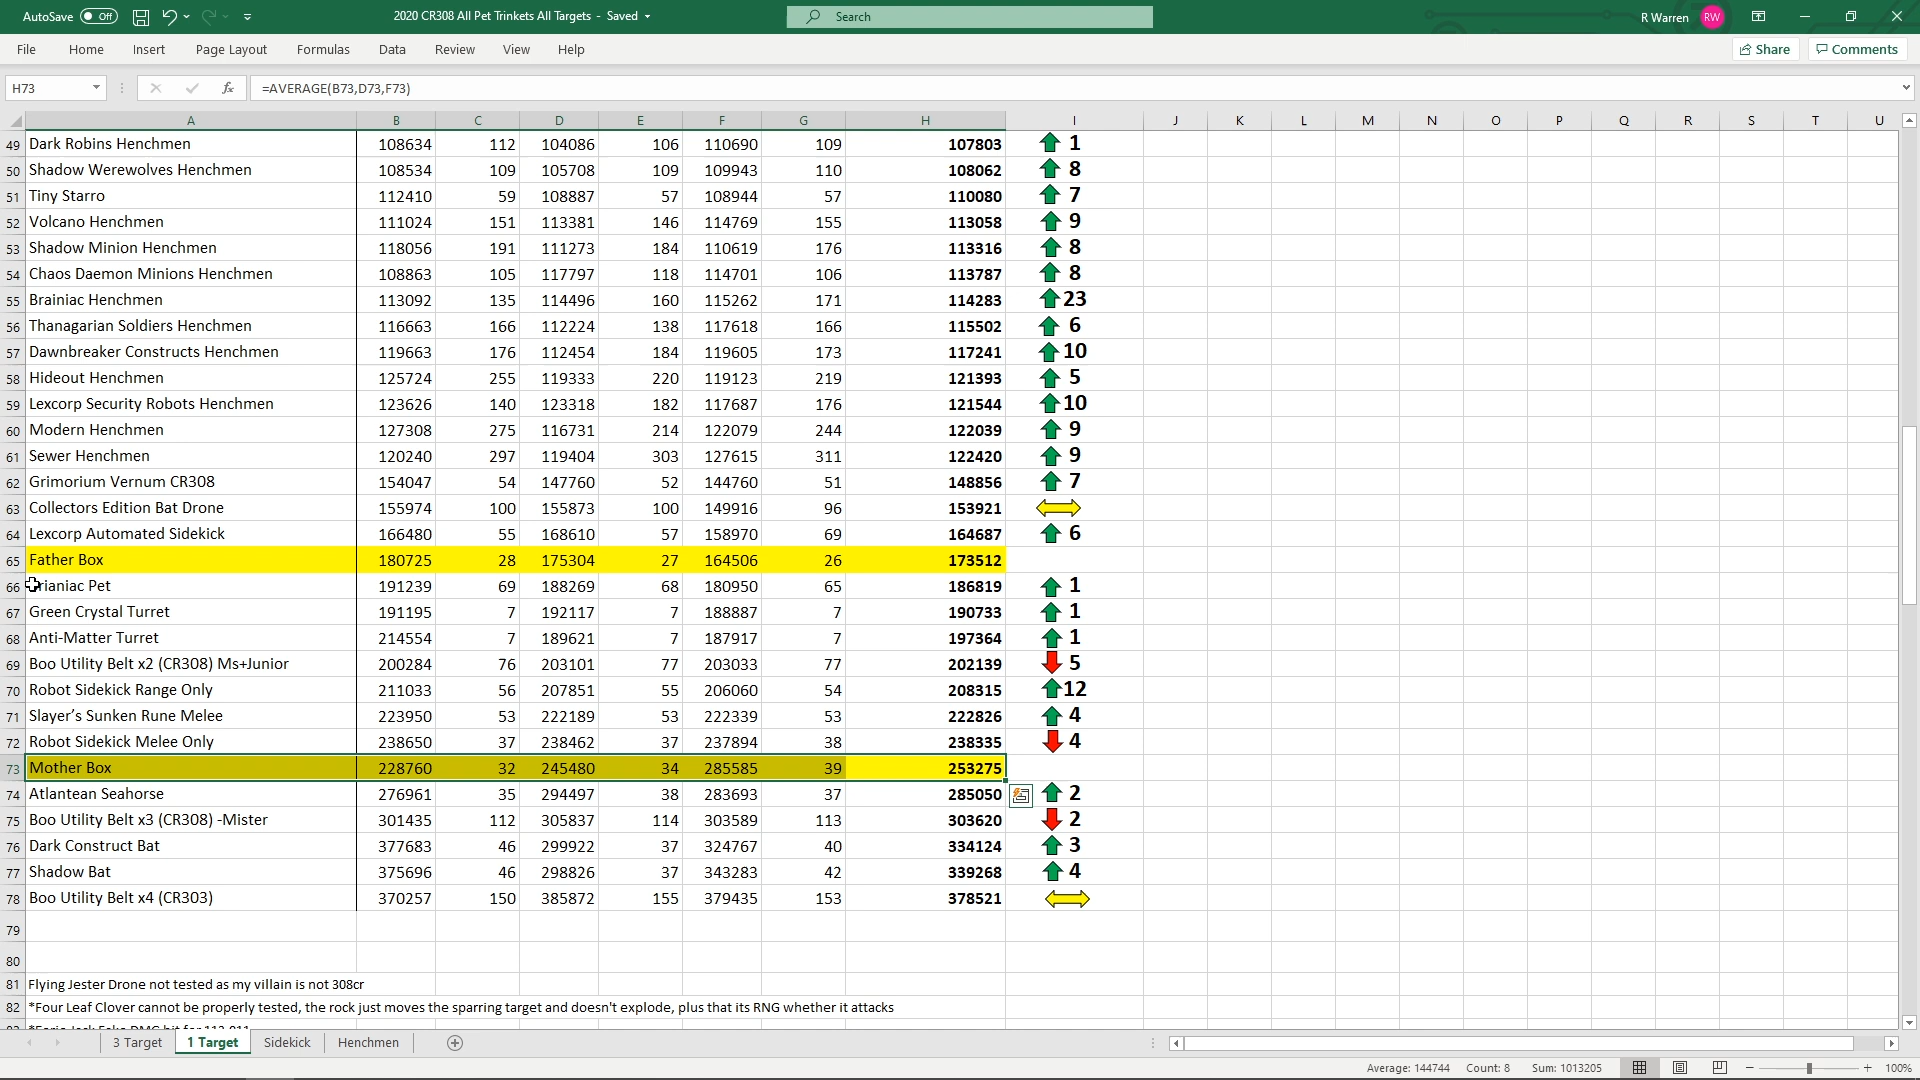 AutoSave Off 2020 CR308 All Pet Trinkets All Targets - Saved Search R Warren RW
File Home Insert Page Layout Formulas Data Review View Help Share Comments
H73 fx =AVERAGE(B73,D73,F73)
A B C D E F G H I J K L M N O P Q R S T U
49 Dark Robins Henchmen 108634 112 104086 106 110690 109 107803 1
50 Shadow Werewolves Henchmen 108534 109 105708 109 109943 110 108062 8
51 Tiny Starro 112410 59 108887 57 108944 57 110080 7
52 Volcano Henchmen 111024 151 113381 146 114769 155 113058 9
53 Shadow Minion Henchmen 118056 191 111273 184 110619 176 113316 8
54 Chaos Daemon Minions Henchmen 108863 105 117797 118 114701 106 113787 8
55 Brainiac Henchmen 113092 135 114496 160 115262 171 114283 23
56 Thanagarian Soldiers Henchmen 116663 166 112224 138 117618 166 115502 6
57 Dawnbreaker Constructs Henchmen 119663 176 112454 184 119605 173 117241 10
58 Hideout Henchmen 125724 255 119333 220 119123 219 121393 5
59 Lexcorp Security Robots Henchmen 123626 140 123318 182 117687 176 121544 10
60 Modern Henchmen 127308 275 116731 214 122079 244 122039 9
61 Sewer Henchmen 120240 297 119404 303 127615 311 122420 9
62 Grimorium Vernum CR308 154047 54 147760 52 144760 51 148856 7
63 Collectors Edition Bat Drone 155974 100 155873 100 149916 96 153921
64 Lexcorp Automated Sidekick 166480 55 168610 57 158970 69 164687 6
65 Father Box 180725 28 175304 27 164506 26 173512
66 rianiac Pet 191239 69 188269 68 180950 65 186819 1
67 Green Crystal Turret 191195 7 192117 7 188887 7 190733 1
68 Anti-Matter Turret 214554 7 189621 7 187917 7 197364 1
69 Boo Utility Belt x2 (CR308) Ms+Junior 200284 76 203101 77 203033 77 202139 5
70 Robot Sidekick Range Only 211033 56 207851 55 206060 54 208315 12
71 Slayer's Sunken Rune Melee 223950 53 222189 53 222339 53 222826 4
72 Robot Sidekick Melee Only 238650 37 238462 37 237894 38 238335 4
73 Mother Box 228760 32 245480 34 285585 39 253275
74 Atlantean Seahorse 276961 35 294497 38 283693 37 285050 2
75 Boo Utility Belt x3 (CR308) -Mister 301435 112 305837 114 303589 113 303620 2
76 Dark Construct Bat 377683 46 299922 37 324767 40 334124 3
77 Shadow Bat 375696 46 298826 37 343283 42 339268 4
78 Boo Utility Belt x4 (CR303) 370257 150 385872 155 379435 153 378521
79
80
81 Flying Jester Drone not tested as my villain is not 308cr
82 *Four Leaf Clover cannot be properly tested, the rock just moves the sparring target and doesn't explode, plus that its RNG whether it attacks
3 Target 1 Target Sidekick Henchmen
Average: 144744 Count: 8 Sum: 1013205 100%